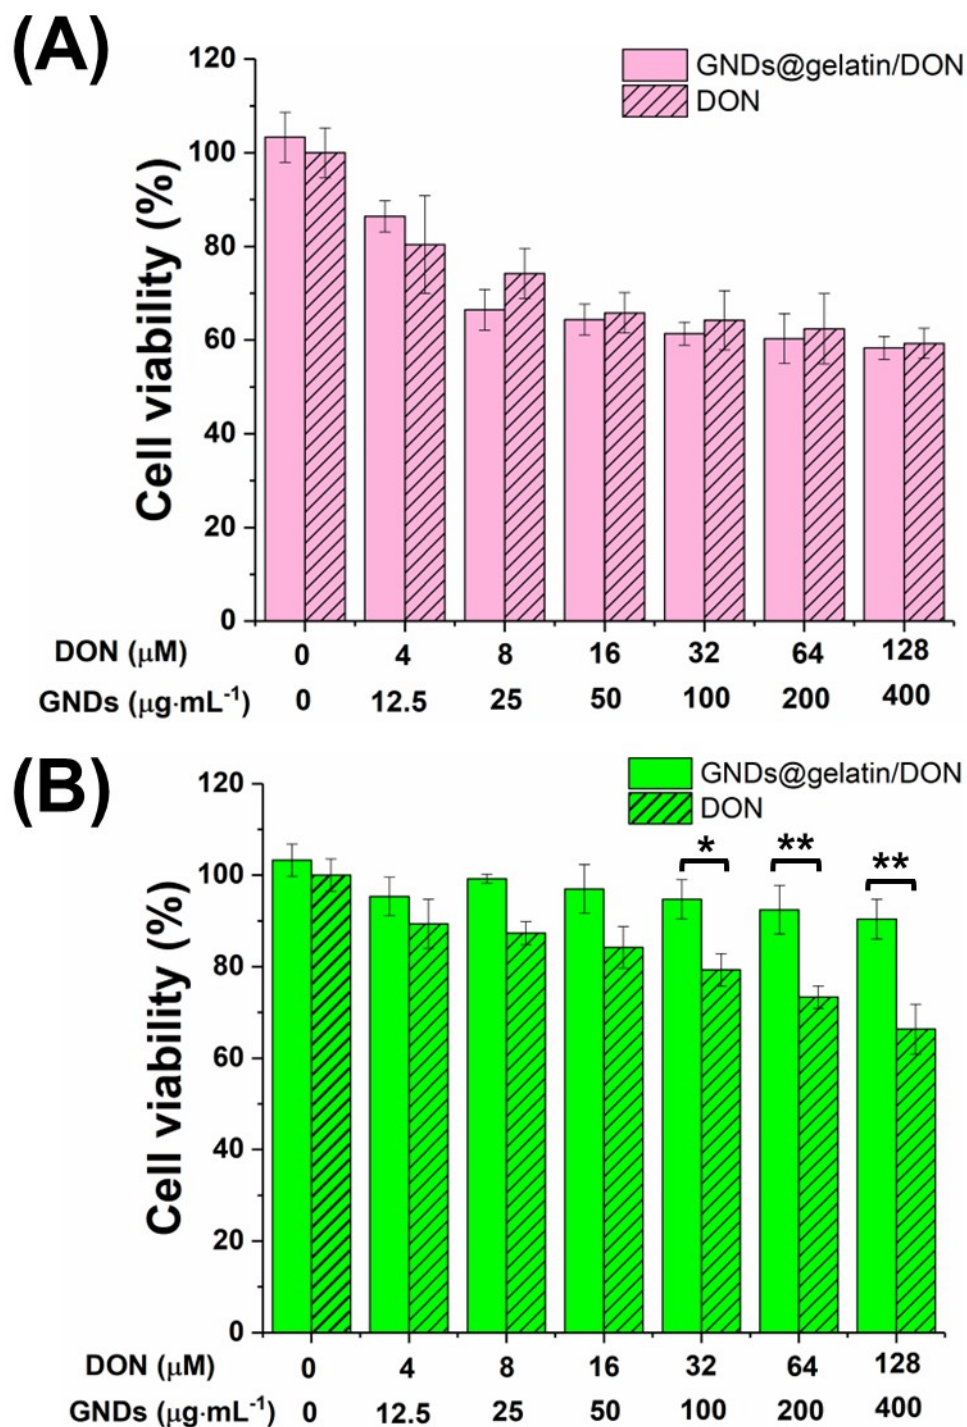 (A)
GNDs@gelatin/DON
DON
Cell viability (%)
120
100
80
60
40
20
0
DON (μM) 0 4 8 16 32 64 128
GNDs (μg·mL⁻¹) 0 12.5 25 50 100 200 400
(B)
GNDs@gelatin/DON
DON
* ** **
Cell viability (%)
120
100
80
60
40
20
0
DON (μM) 0 4 8 16 32 64 128
GNDs (μg·mL⁻¹) 0 12.5 25 50 100 200 400